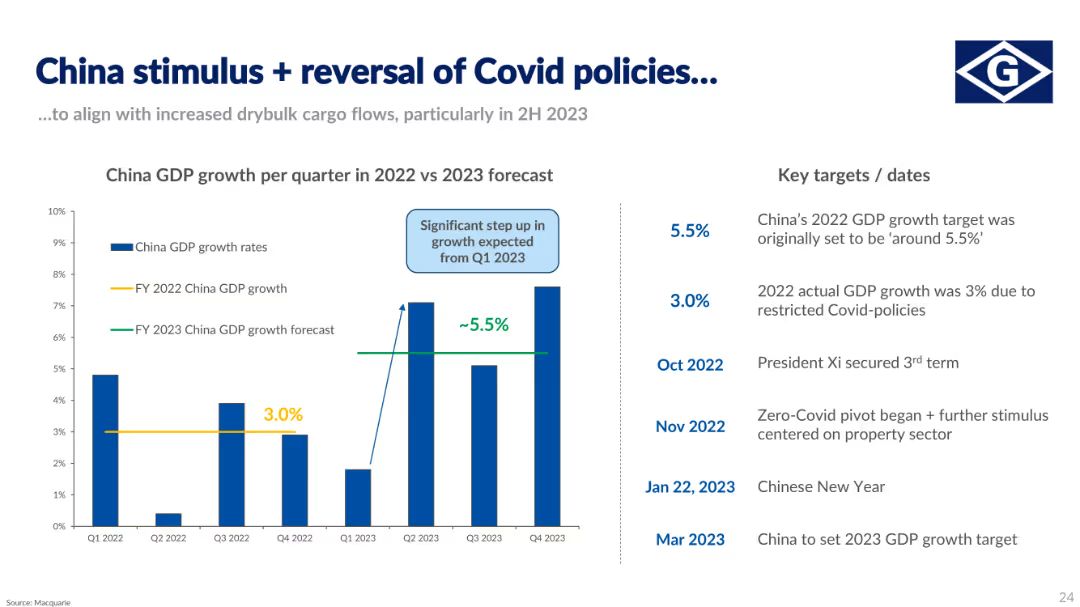 China stimulus + reversal of Covid policies...
...to align with increased drybulk cargo flows, particularly in 2H 2023
G
China GDP growth per quarter in 2022 vs 2023 forecast
10%
9%
8%
7%
6%
5%
4%
3%
2%
1%
0%
China GDP growth rates
FY 2022 China GDP growth
FY 2023 China GDP growth forecast
Significant step up in
growth expected
from Q1 2023
~5.5%
3.0%
Q1 2022
Q2 2022
Q3 2022
Q4 2022
Q1 2023
Q2 2023
Q3 2023
Q4 2023
Key targets / dates
5.5%
China’s 2022 GDP growth target was
originally set to be ‘around 5.5%’
3.0%
2022 actual GDP growth was 3% due to
restricted Covid-policies
Oct 2022
President Xi secured 3rd term
Nov 2022
Zero-Covid pivot began + further stimulus
centered on property sector
Jan 22, 2023
Chinese New Year
Mar 2023
China to set 2023 GDP growth target
Source: Macquarie
24